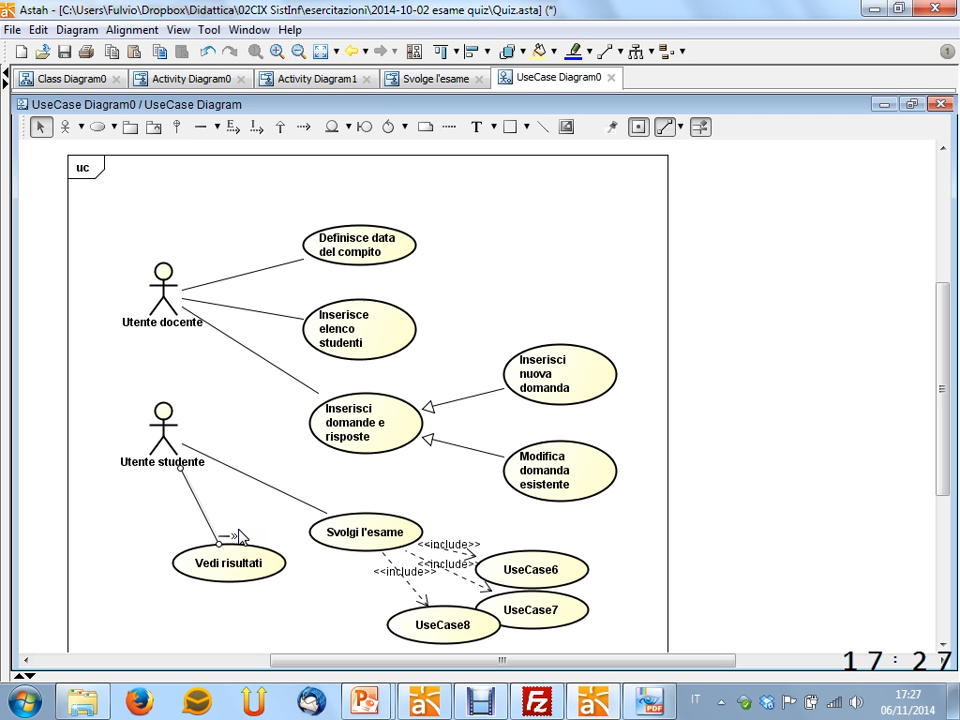 Astah - [C:\Users\Fulvio\Dropbox\Didattica\02CIX SistInf\esercitazioni\2014-10-02 esame quiz\Quiz.asta] (*)
File Edit Diagram Alignment View Tool Window Help
Class Diagram0 Activity Diagram0 Activity Diagram1 Svolge l'esame UseCase Diagram0
UseCase Diagram0 / UseCase Diagram
uc
Definisce data
del compito
Utente docente
Inserisce
elenco
studenti
Inserisci
nuova
domanda
Inserisci
domande e
risposte
Utente studente
Modifica
domanda
esistente
Svolgi l'esame
<<include>>
<<include>>
<<include>>
Vedi risultati
UseCase6
UseCase7
UseCase8
17:27
IT
17:27
06/11/2014